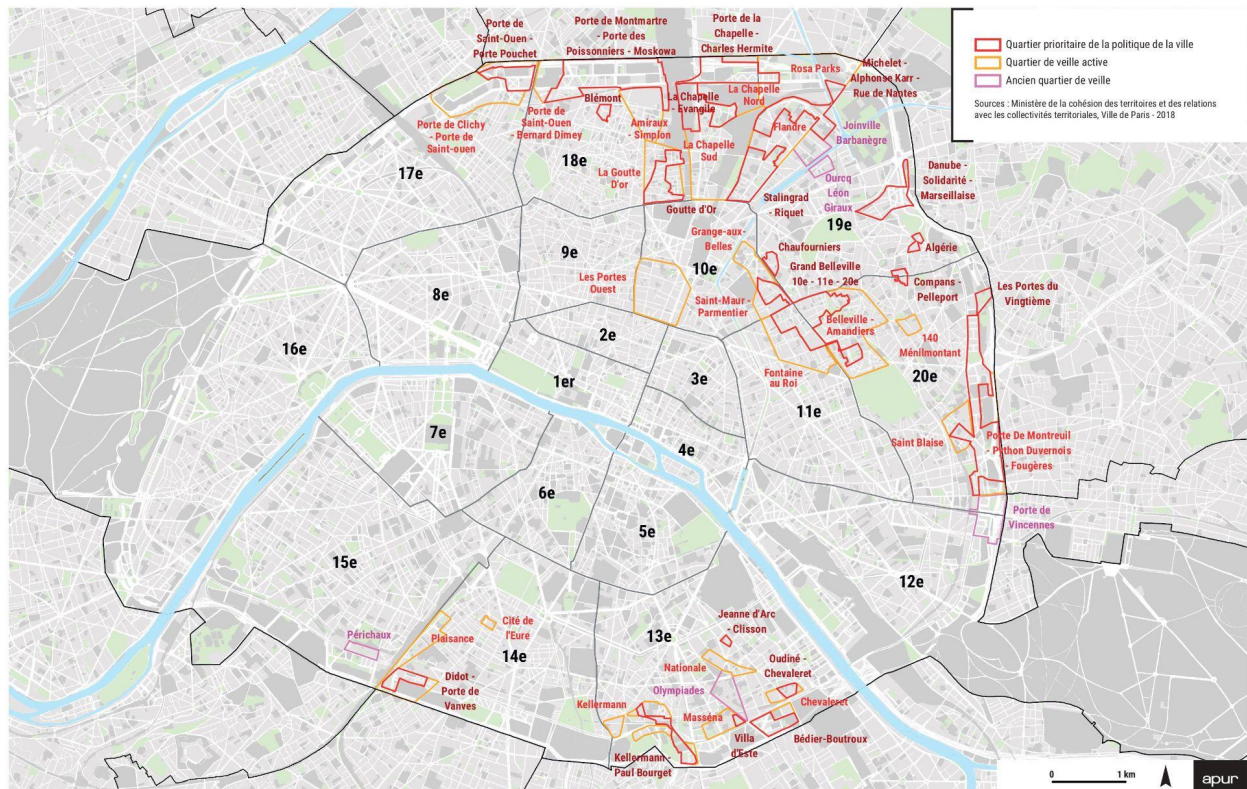 Porte de
Saint-Ouen -
Porte Pouchet
Porte de Montmartre
- Porte des
Poissonniers - Moskowa
Porte de la
Chapelle -
Charles Hermite
Quartier prioritaire de la politique de la ville
Quartier de veille active
Ancien quartier de veille
Sources : Ministère de la cohésion des territoires et des relations
avec les collectivités territoriales, Ville de Paris - 2018
Rosa Parks
Michelet -
Alphonse Karr -
Rue de Nantes
Blémont
La Chapelle
- Evangile
La Chapelle
Nord
Porte de Clichy
- Porte de
Saint-ouen
Porte de
Saint-Ouen
- Bernard Dimey
Amiraux
- Simplon
Flandre
Joinville
Barbanègre
La Chapelle
Sud
18e
17e
La Goutte
D'or
Danube -
Solidarité -
Marseillaise
Ourcq
Léon
Giraux
Goutte d'Or
Stalingrad
- Riquet
19e
Grange-aux-
Belles
9e
10e
Chaufourniers
Algérie
Les Portes
Ouest
Grand Belleville
10e - 11e - 20e
Compans -
Pelleport
Les Portes du
Vingtième
8e
Saint-Maur -
Parmentier
Belleville -
Amandiers
2e
140
Ménilmontant
16e
1er
3e
Fontaine
au Roi
20e
11e
7e
4e
Saint Blaise
Porte De Montreuil
- Python Duvernois
- Fougères
6e
5e
Porte de
Vincennes
15e
12e
Jeanne d'Arc
- Clisson
Périchaux
Plaisance
Cité de
l'Eure
13e
14e
Nationale
Oudiné -
Chevaleret
Didot -
Porte de
Vanves
Olympiades
Kellermann
Masséna
Chevaleret
Villa
d'Este
Bédier-Boutroux
Kellermann -
Paul Bourget
0 1 km
apur